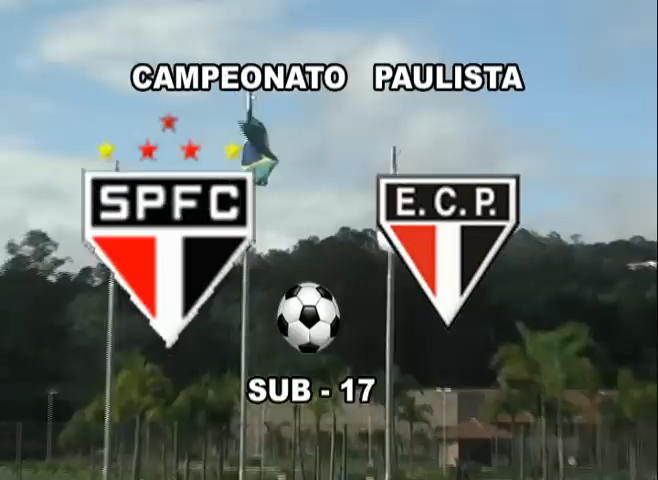 CAMPEONATO PAULISTA
SPFC
E. C. P.
SUB - 17